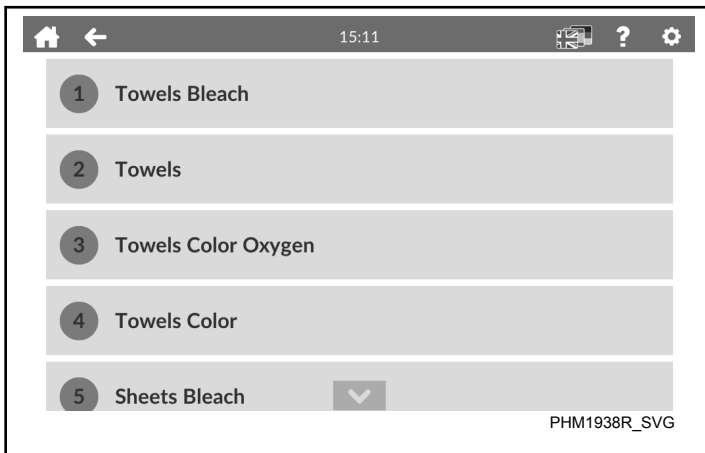 15:11
?
1 Towels Bleach
2 Towels
3 Towels Color Oxygen
4 Towels Color
5 Sheets Bleach
PHM1938R_SVG